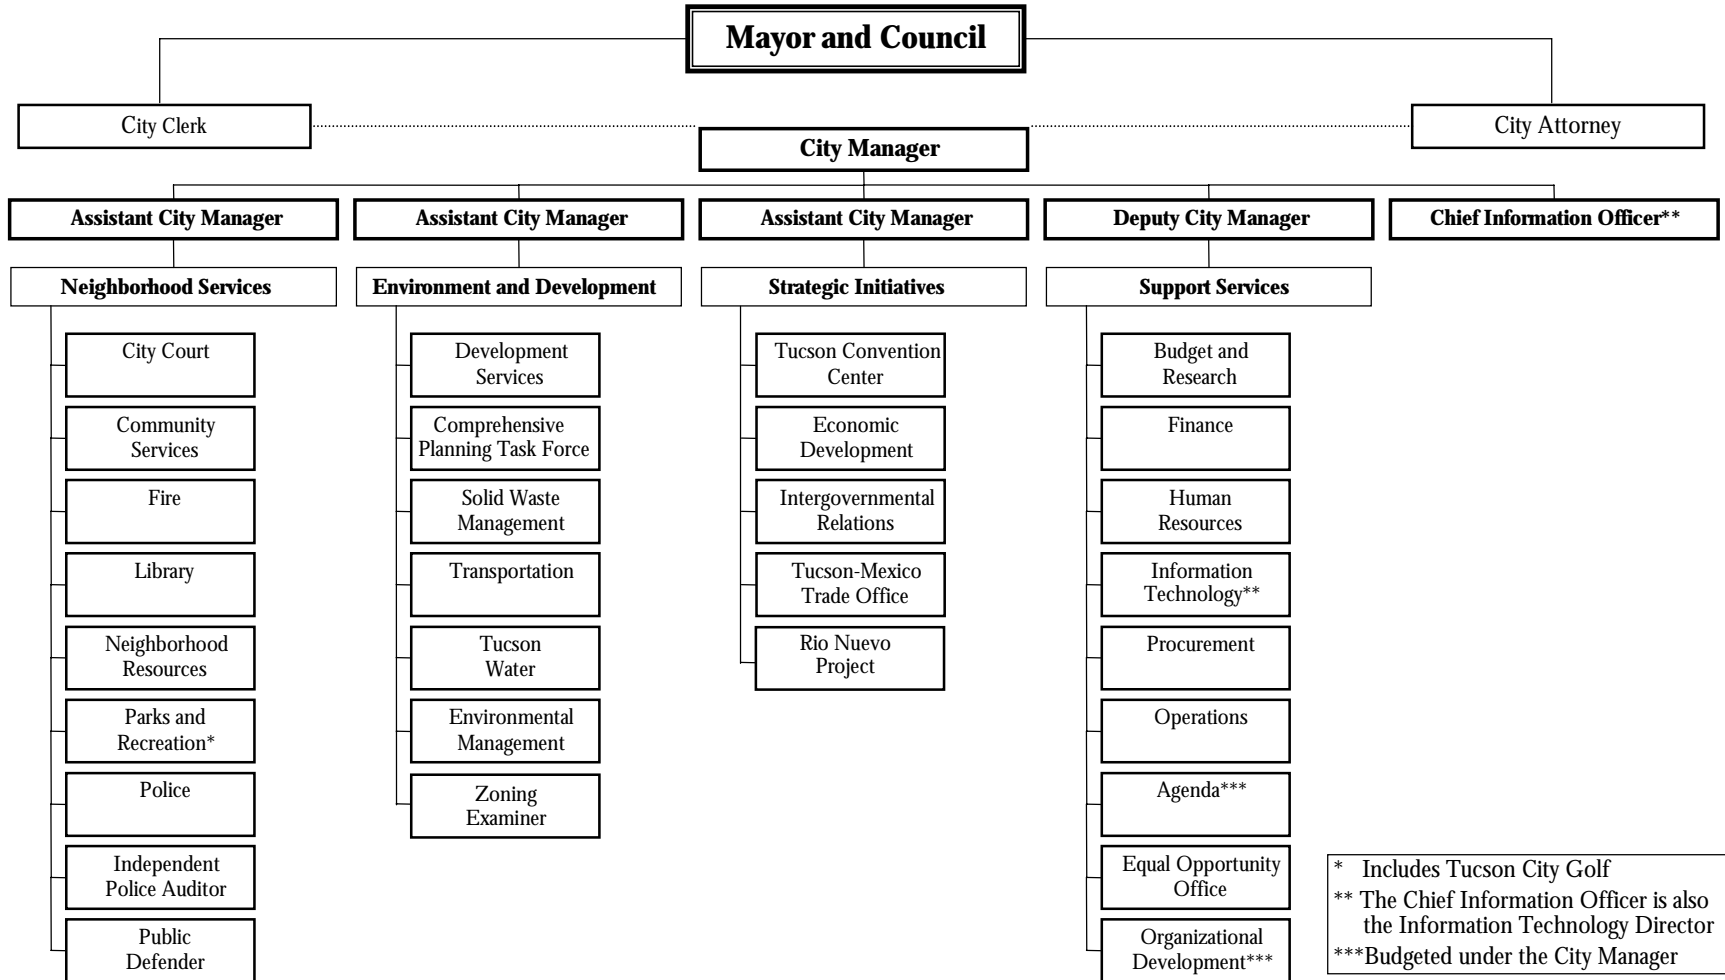 Mayor and Council
City Clerk
City Attorney
City Manager
Assistant City Manager
Assistant City Manager
Assistant City Manager
Deputy City Manager
Chief Information Officer**
Neighborhood Services
Environment and Development
Strategic Initiatives
Support Services
City Court
Community
Services
Fire
Library
Neighborhood
Resources
Parks and
Recreation*
Police
Independent
Police Auditor
Public
Defender
Development
Services
Comprehensive
Planning Task Force
Solid Waste
Management
Transportation
Tucson
Water
Environmental
Management
Zoning
Examiner
Tucson Convention
Center
Economic
Development
Intergovernmental
Relations
Tucson-Mexico
Trade Office
Rio Nuevo
Project
Budget and
Research
Finance
Human
Resources
Information
Technology**
Procurement
Operations
Agenda***
Equal Opportunity
Office
Organizational
Development***
* Includes Tucson City Golf
** The Chief Information Officer is also
the Information Technology Director
***Budgeted under the City Manager